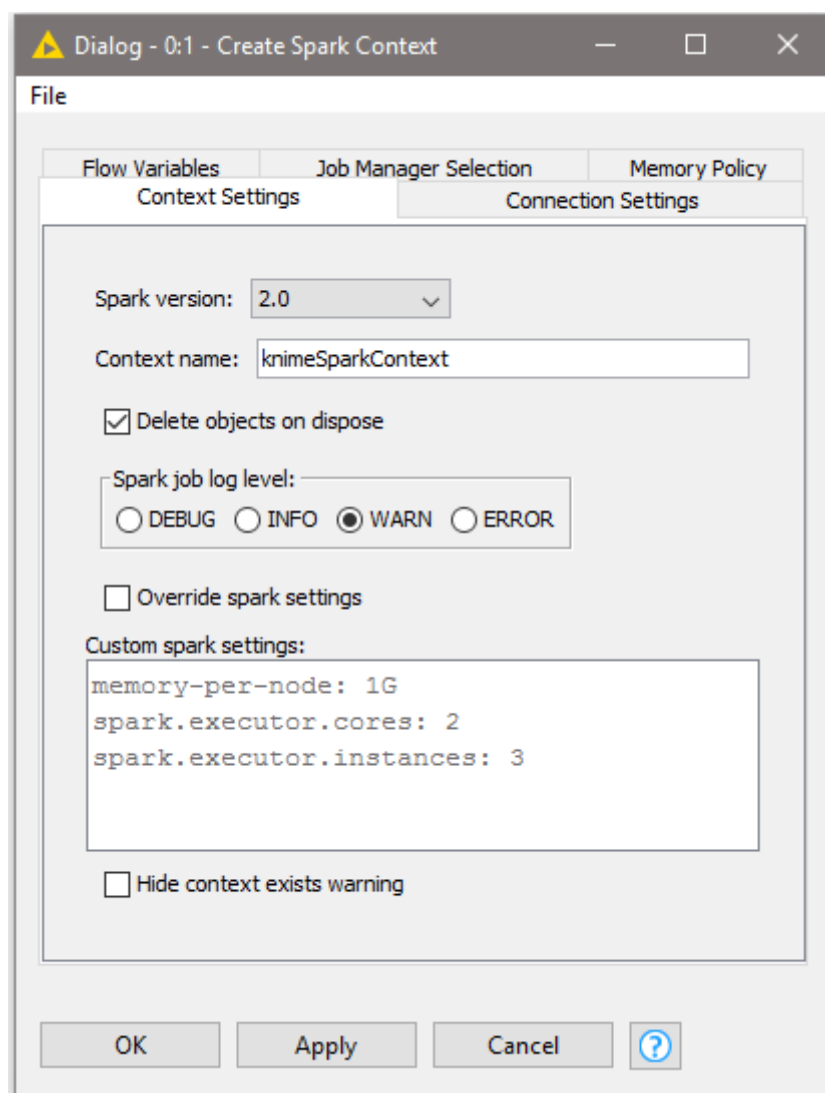 Dialog - 0:1 - Create Spark Context
File
Flow Variables Job Manager Selection Memory Policy
Context Settings Connection Settings
Spark version: 2.0
Context name: knimeSparkContext
Delete objects on dispose
Spark job log level:
DEBUG INFO WARN ERROR
Override spark settings
Custom spark settings:
memory-per-node: 1G
spark.executor.cores: 2
spark.executor.instances: 3
Hide context exists warning
OK Apply Cancel ?